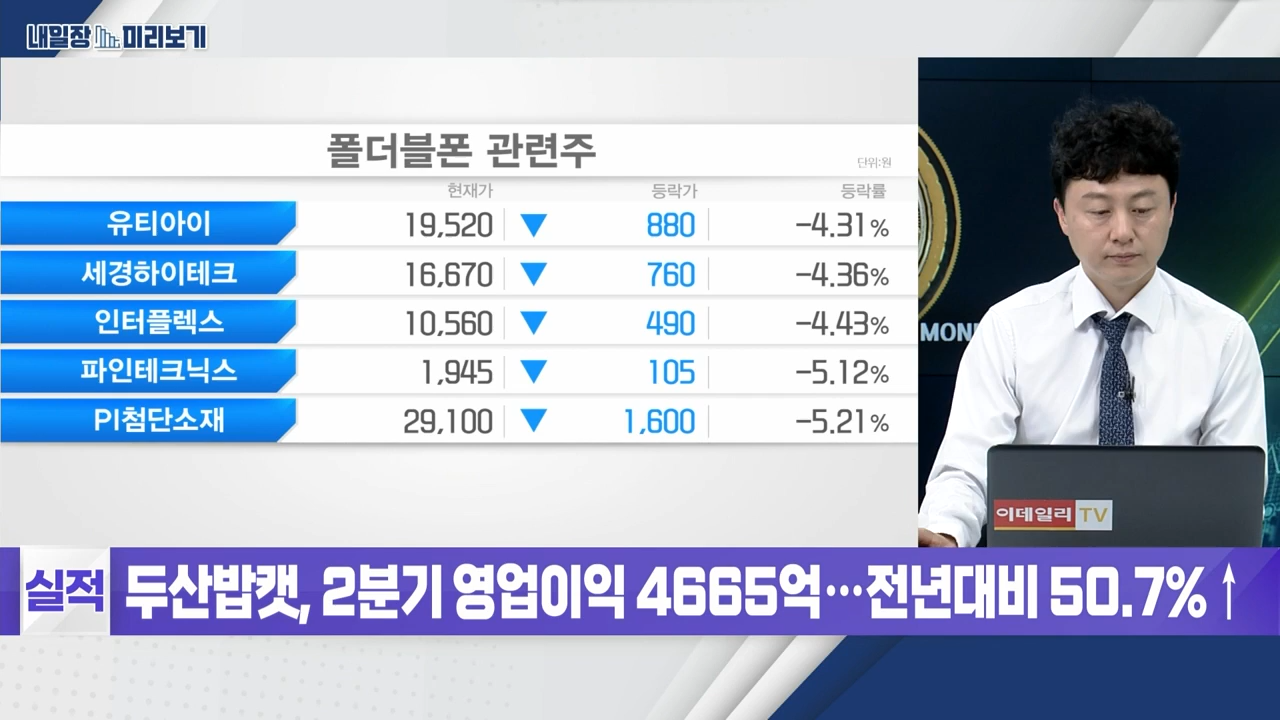 내일장 미리보기
폴더블폰 관련주
단위:원
현재가 등락가 등락률
유티아이 19,520 ▼ 880 -4.31%
세경하이테크 16,670 ▼ 760 -4.36%
인터플렉스 10,560 ▼ 490 -4.43%
파인테크닉스 1,945 ▼ 105 -5.12%
PI첨단소재 29,100 ▼ 1,600 -5.21%
MON
이데일리 TV
실적 두산밥캣, 2분기 영업이익 4665억…전년대비 50.7%↑